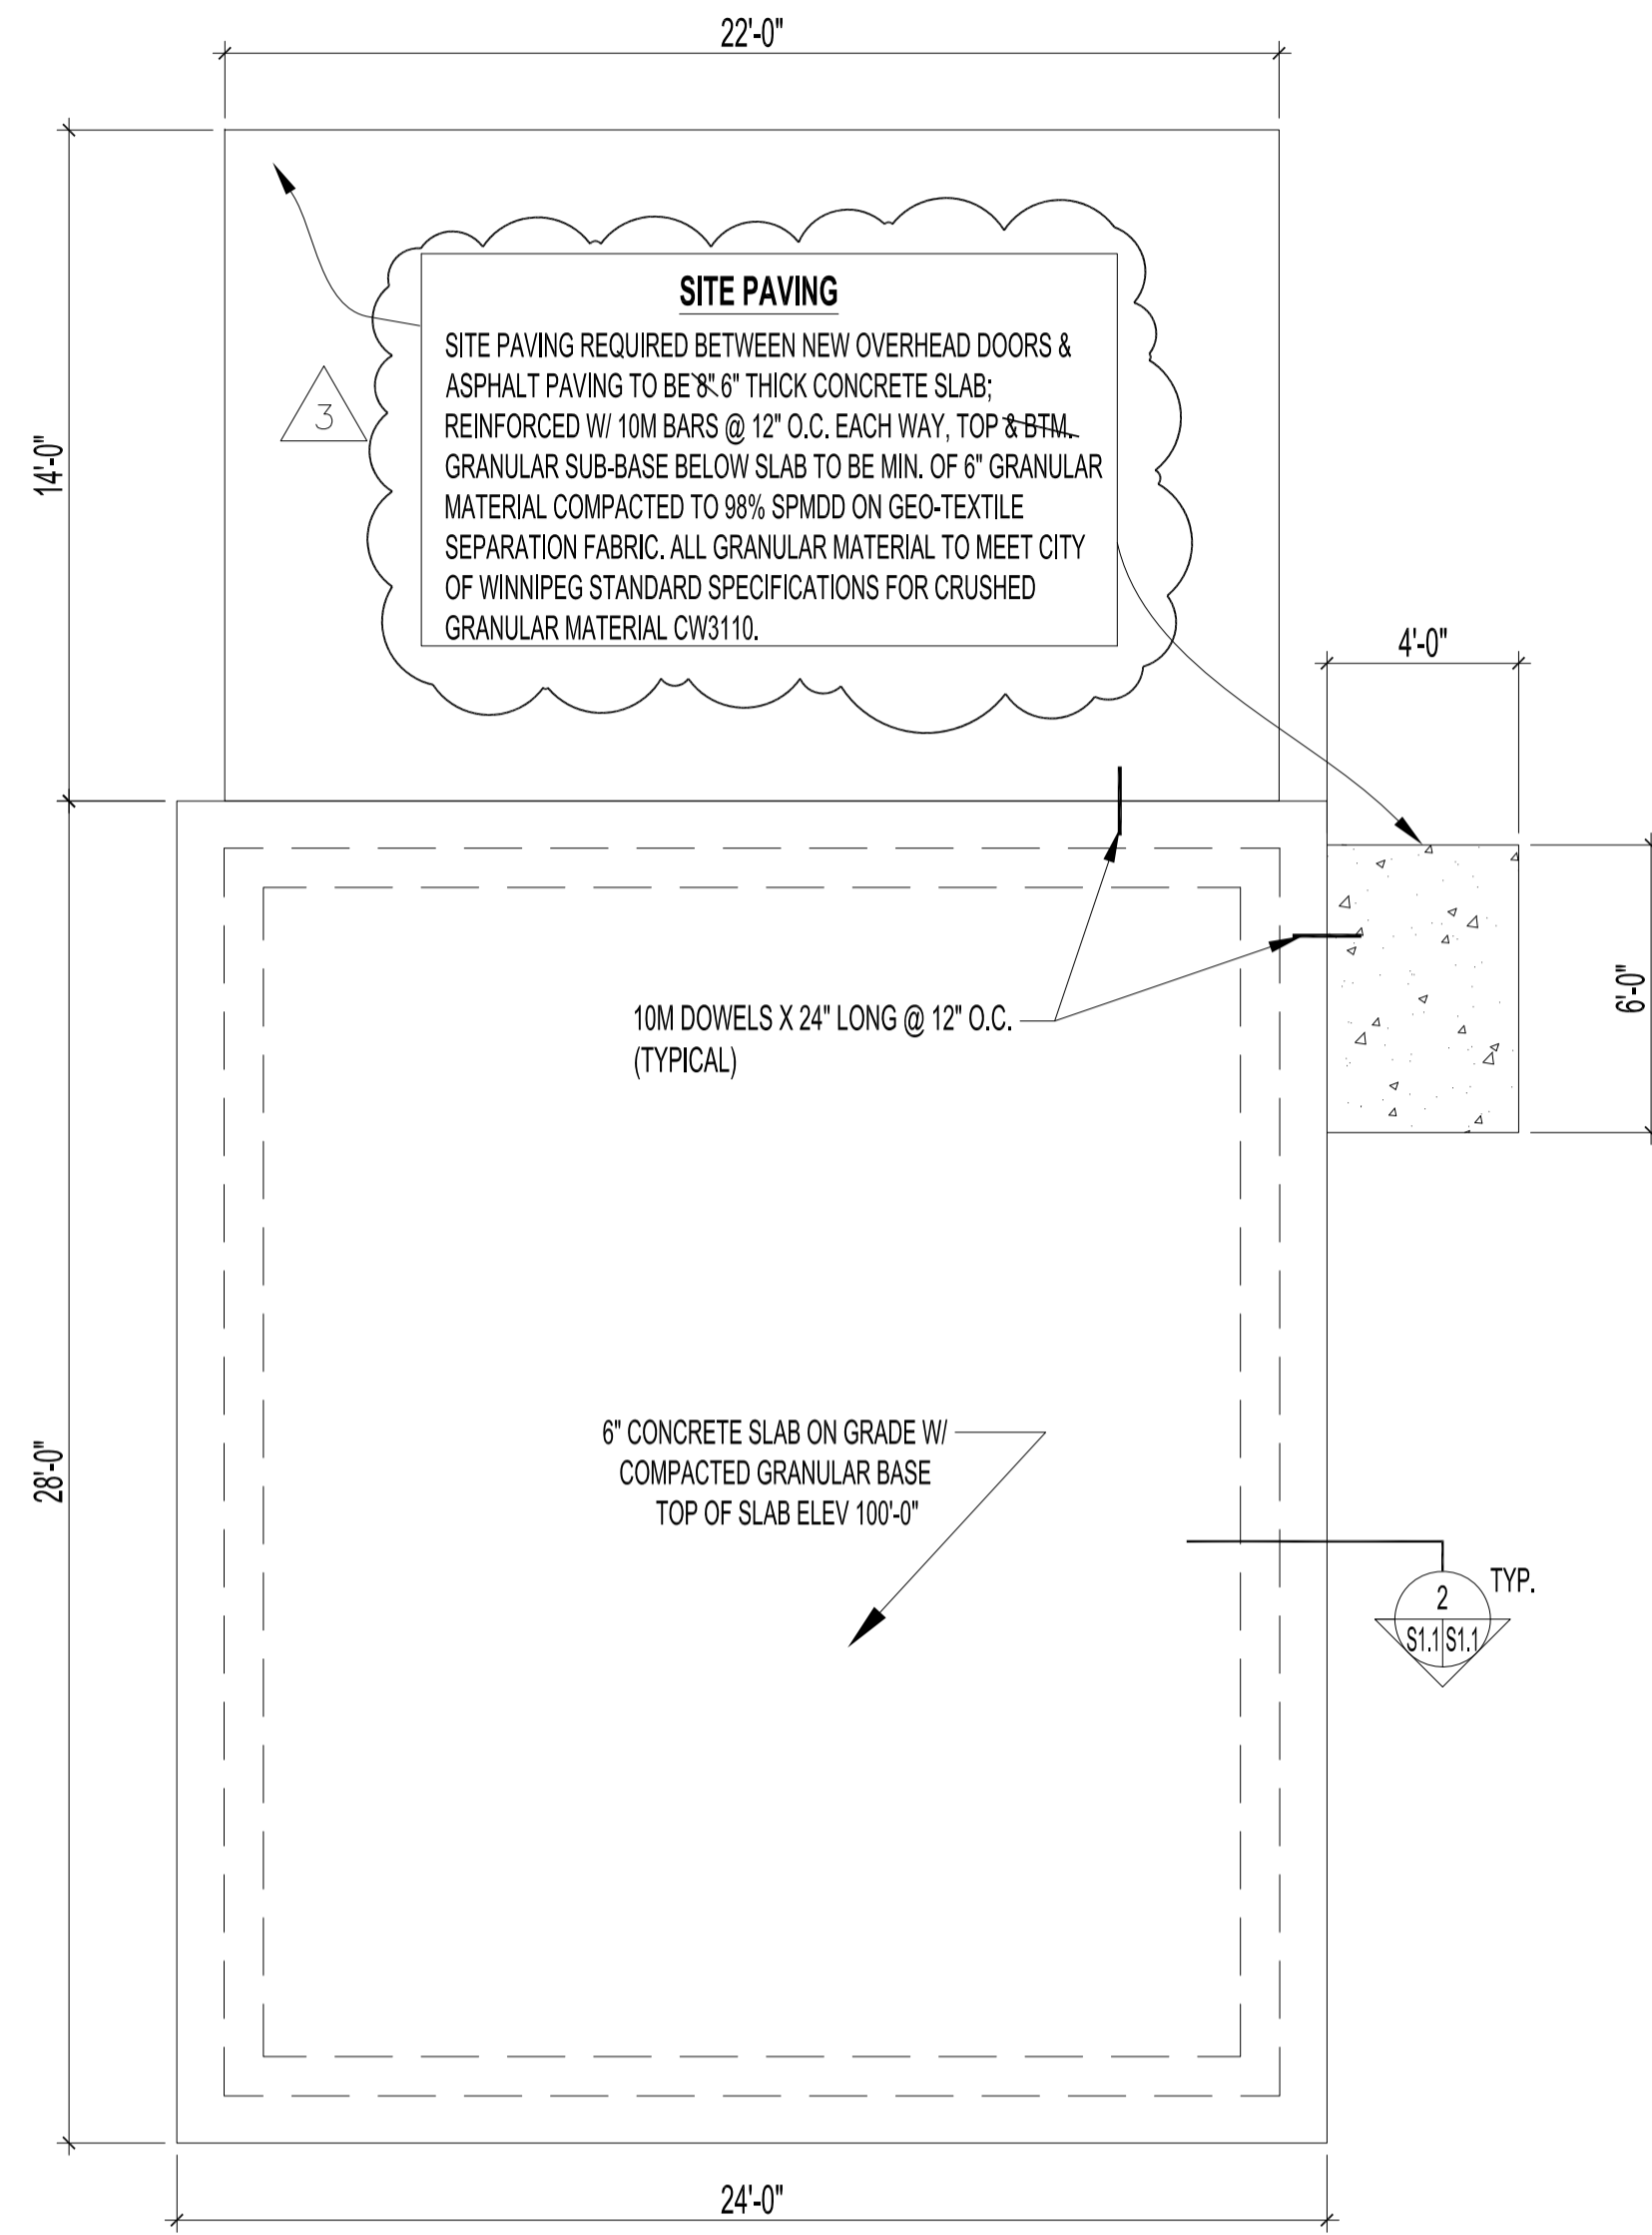 22'-0"
SITE PAVING
SITE PAVING REQUIRED BETWEEN NEW OVERHEAD DOORS &
ASPHALT PAVING TO BE 8" 6" THICK CONCRETE SLAB;
REINFORCED W/ 10M BARS @ 12" O.C. EACH WAY, TOP & BTM.
GRANULAR SUB-BASE BELOW SLAB TO BE MIN. OF 6" GRANULAR
MATERIAL COMPACTED TO 98% SPMDD ON GEO-TEXTILE
SEPARATION FABRIC. ALL GRANULAR MATERIAL TO MEET CITY
OF WINNIPEG STANDARD SPECIFICATIONS FOR CRUSHED
GRANULAR MATERIAL CW3110.
3
14'-0"
4'-0"
6'-0"
10M DOWELS X 24" LONG @ 12" O.C.
(TYPICAL)
28'-0"
6" CONCRETE SLAB ON GRADE W/
COMPACTED GRANULAR BASE
TOP OF SLAB ELEV 100'-0"
2
TYP.
S1.1 S1.1
24'-0"